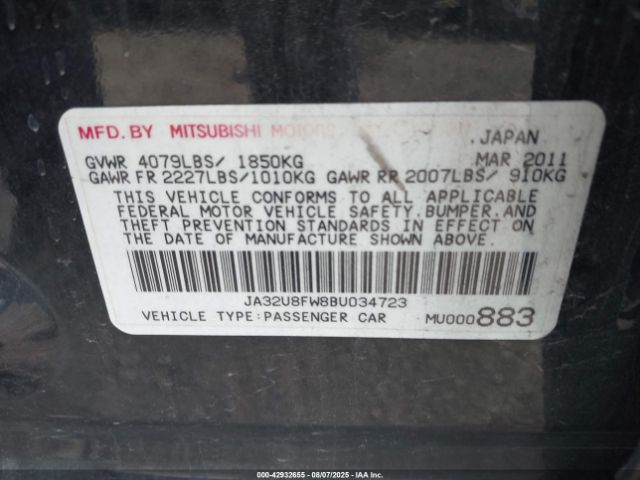 MFD. BY MITSUBISHI MOTORS
JAPAN
GVWR 4079LBS/ 1850KG MAR 2011
GAWR FR 2227LBS/1010KG GAWR RR 2007LBS/ 910KG
THIS VEHICLE CONFORMS TO ALL APPLICABLE
FEDERAL MOTOR VEHICLE SAFETY, BUMPER, AND
THEFT PREVENTION STANDARDS IN EFFECT ON
THE DATE OF MANUFACTURE SHOWN ABOVE.
JA32U8FW8BU034723
VEHICLE TYPE:PASSENGER CAR MU000883
000-42932655 - 08/07/2025 - IAA, Inc.